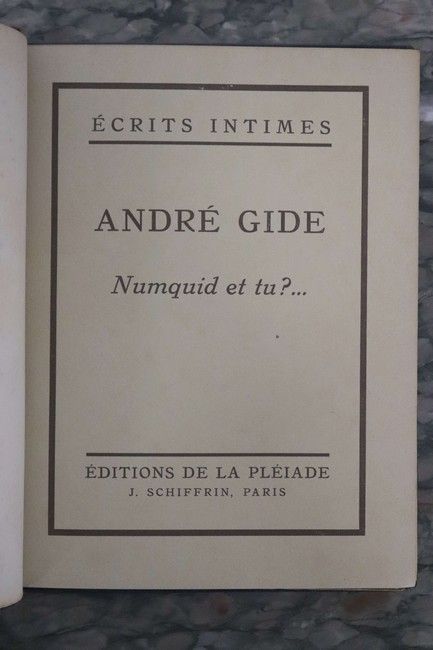 ÉCRITS INTIMES
ANDRÉ GIDE
Numquid et tu?...
ÉDITIONS DE LA PLÉIADE
J. SCHIFFRIN, PARIS